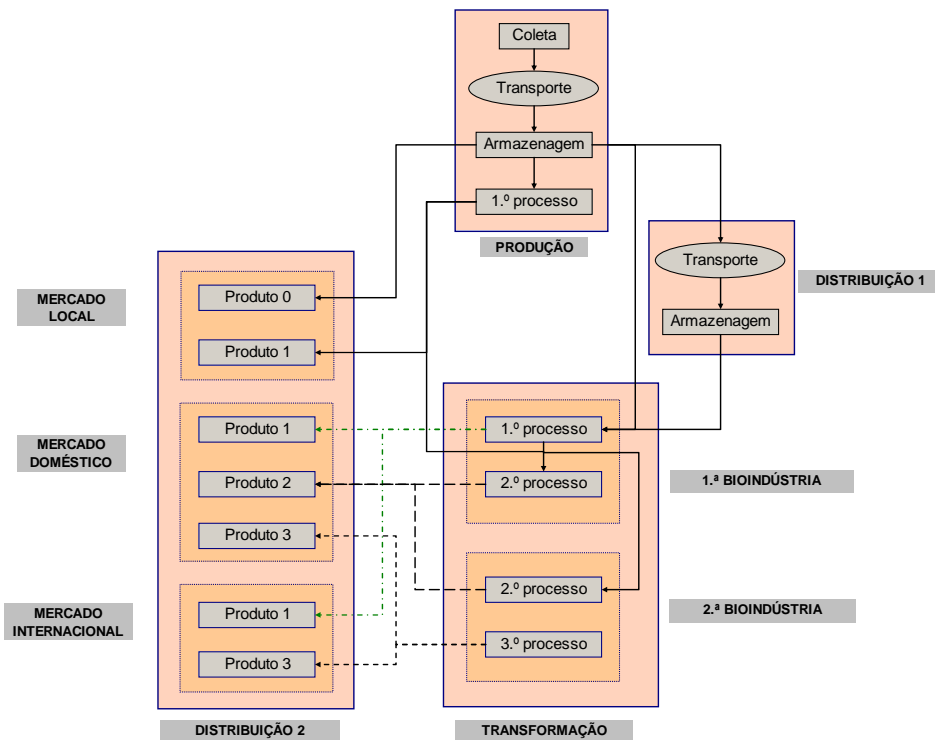 Coleta
Transporte
Armazenagem
1.º processo
PRODUÇÃO
Transporte
Armazenagem
DISTRIBUIÇÃO 1
MERCADO
LOCAL
Produto 0
Produto 1
MERCADO
DOMÉSTICO
Produto 1
Produto 2
Produto 3
MERCADO
INTERNACIONAL
Produto 1
Produto 3
DISTRIBUIÇÃO 2
1.º processo
2.º processo
1.ª BIOINDÚSTRIA
2.º processo
3.º processo
2.ª BIOINDÚSTRIA
TRANSFORMAÇÃO